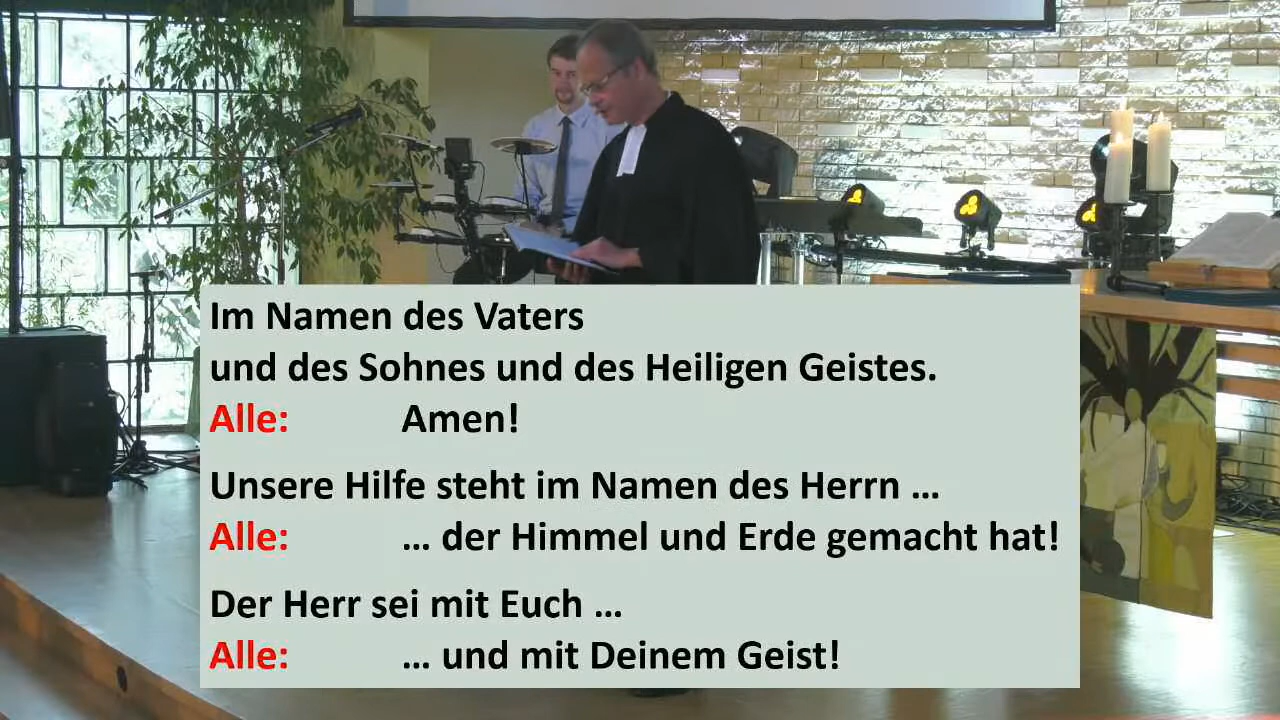 Im Namen des Vaters
und des Sohnes und des Heiligen Geistes.
Alle: Amen!
Unsere Hilfe steht im Namen des Herrn …
Alle: … der Himmel und Erde gemacht hat!
Der Herr sei mit Euch …
Alle: … und mit Deinem Geist!